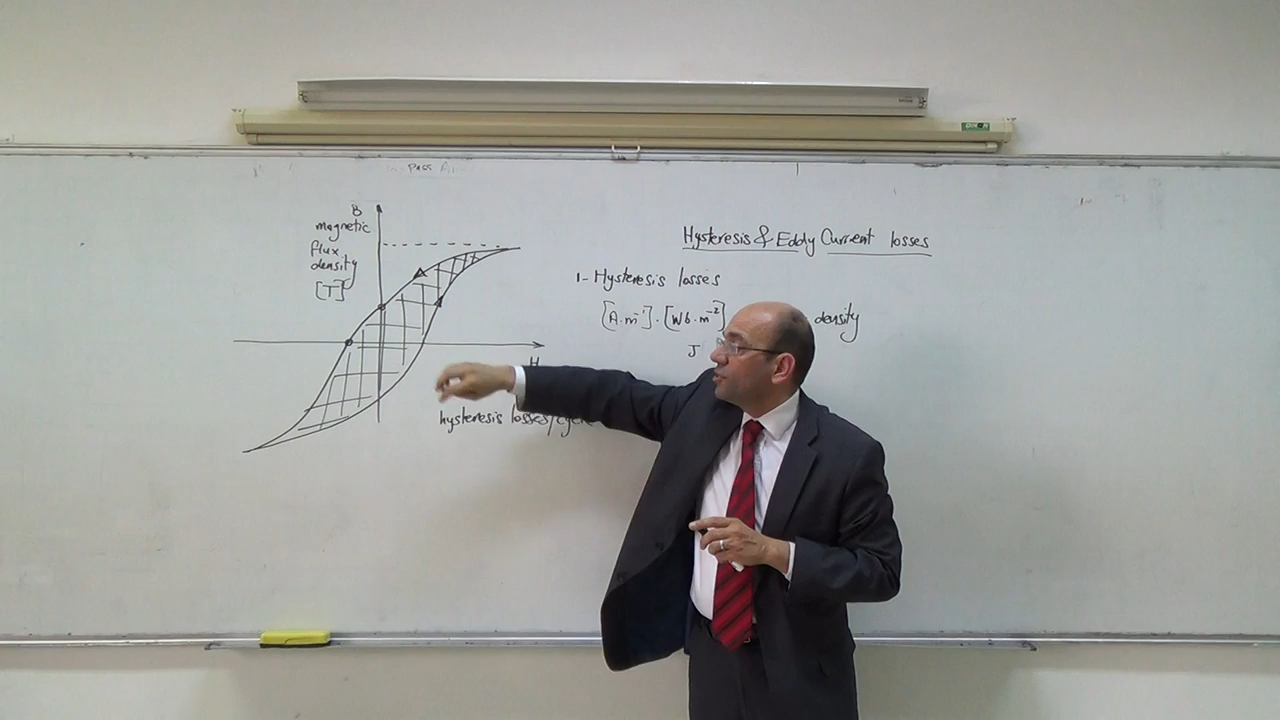 B
magnetic
flux
density
[T]
H
hysteresis losses/cycle
Hysteresis & Eddy Current losses
1- Hysteresis losses
[A.m⁻¹].[Wb.m⁻²]
density
J